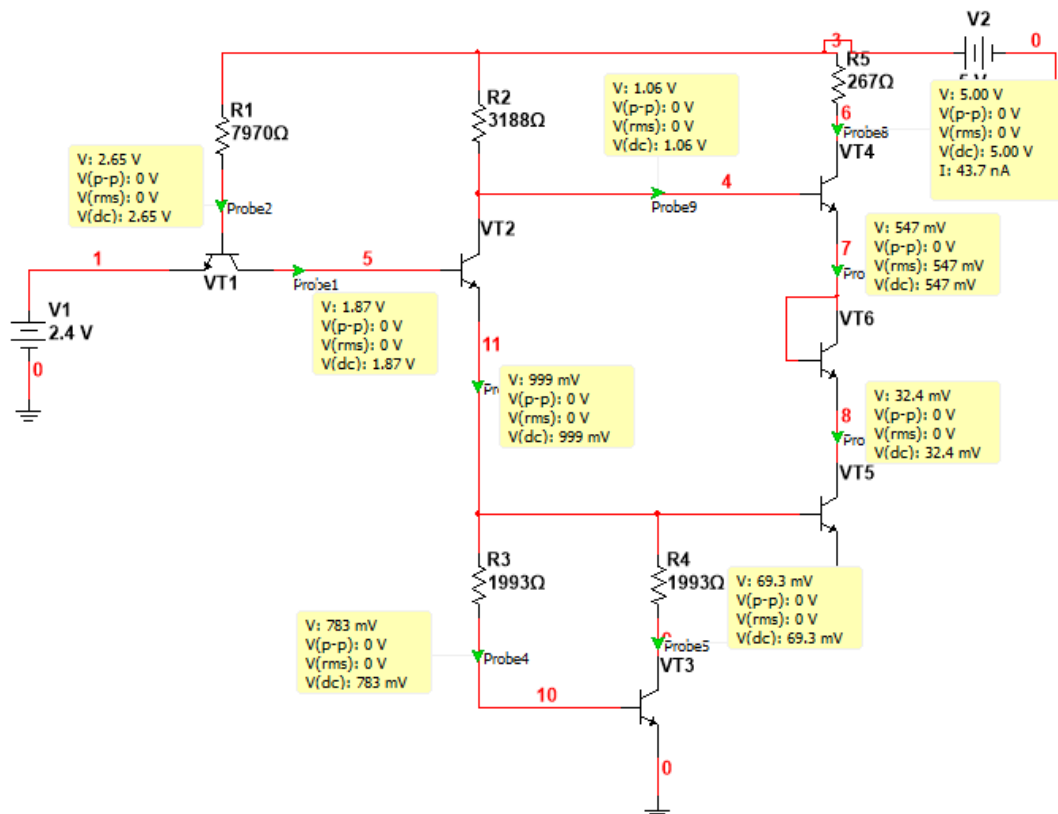 V2
0
3
5 V
R5
267Ω
6
Probe8
VT4
V: 5.00 V
V(p-p): 0 V
V(rms): 0 V
V(dc): 5.00 V
I: 43.7 nA
R1
7970Ω
R2
3188Ω
V: 1.06 V
V(p-p): 0 V
V(rms): 0 V
V(dc): 1.06 V
V: 2.65 V
V(p-p): 0 V
V(rms): 0 V
V(dc): 2.65 V
Probe2
4
Probe9
VT2
1
VT1
5
Probe1
7
V: 547 mV
V(p-p): 0 V
V(rms): 547 mV
V(dc): 547 mV
V1
2.4 V
0
V: 1.87 V
V(p-p): 0 V
V(rms): 0 V
V(dc): 1.87 V
11
VT6
V: 999 mV
V(p-p): 0 V
V(rms): 0 V
V(dc): 999 mV
8
V: 32.4 mV
V(p-p): 0 V
V(rms): 0 V
V(dc): 32.4 mV
VT5
R3
1993Ω
R4
1993Ω
V: 69.3 mV
V(p-p): 0 V
V(rms): 0 V
V(dc): 69.3 mV
V: 783 mV
V(p-p): 0 V
V(rms): 0 V
V(dc): 783 mV
Probe4
Probe5
VT3
10
0